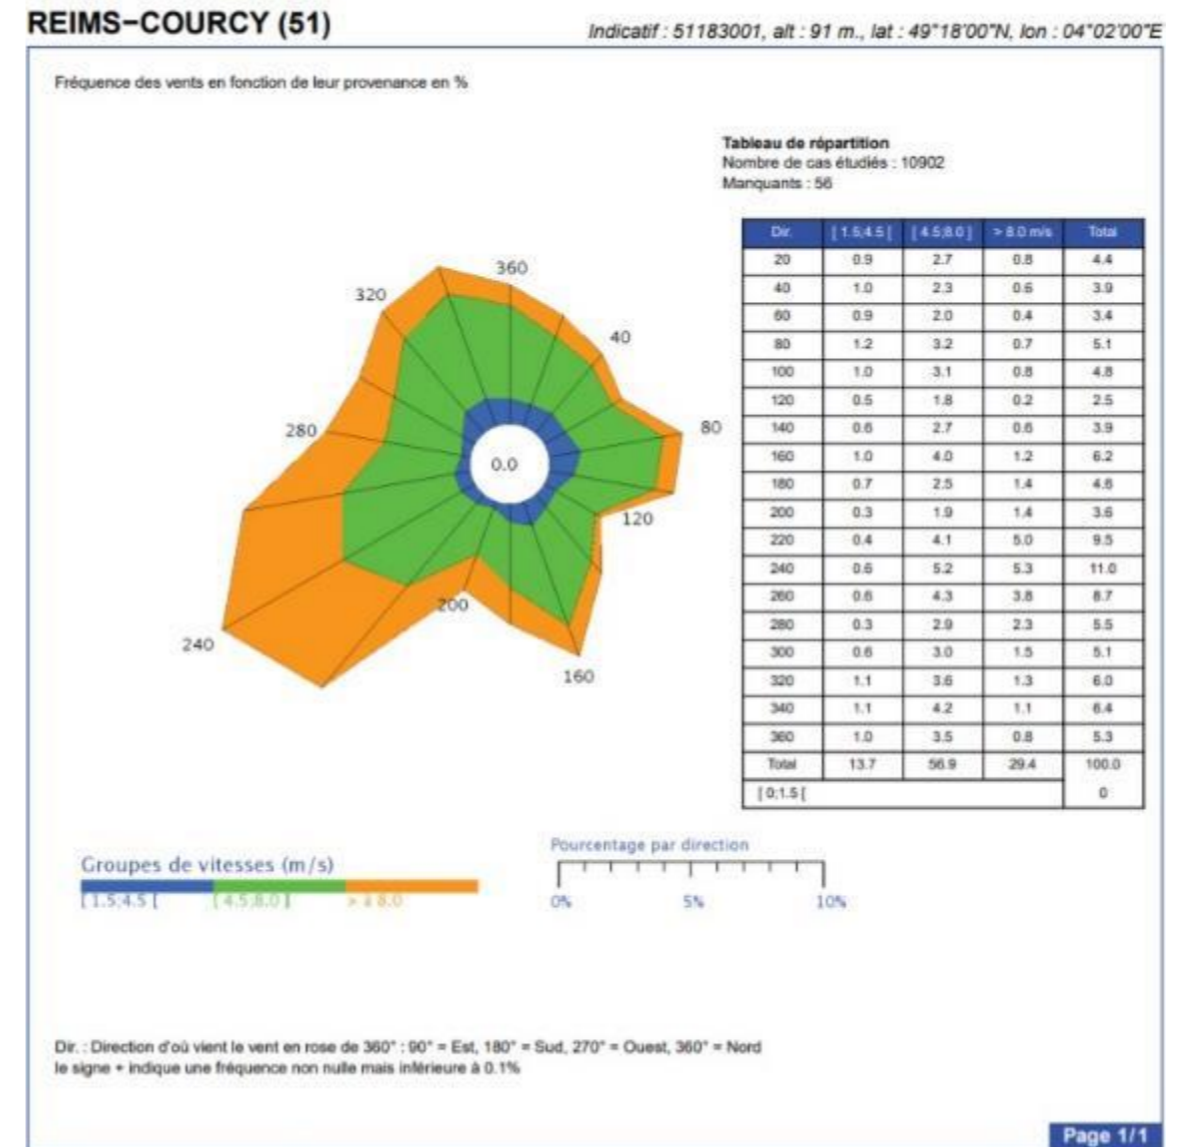 REIMS−COURCY (51)
Indicatif : 51183001, alt : 91 m., lat : 49°18'00"N, lon : 04°02'00"E
Fréquence des vents en fonction de leur provenance en %
Tableau de répartition
Nombre de cas étudiés : 10902
Manquants : 56
Dir. [ 1.5;4.5 [ [ 4.5;8.0 ] > 8.0 m/s Total
20 0.9 2.7 0.8 4.4
40 1.0 2.3 0.6 3.9
60 0.9 2.0 0.4 3.4
80 1.2 3.2 0.7 5.1
100 1.0 3.1 0.8 4.8
120 0.5 1.8 0.2 2.5
140 0.6 2.7 0.6 3.9
160 1.0 4.0 1.2 6.2
180 0.7 2.5 1.4 4.6
200 0.3 1.9 1.4 3.6
220 0.4 4.1 5.0 9.5
240 0.6 5.2 5.3 11.0
260 0.6 4.3 3.8 8.7
280 0.3 2.9 2.3 5.5
300 0.6 3.0 1.5 5.1
320 1.1 3.6 1.3 6.0
340 1.1 4.2 1.1 6.4
360 1.0 3.5 0.8 5.3
Total 13.7 56.9 29.4 100.0
[ 0;1.5 [ 0
360
320
40
280
80
0.0
120
200
240
160
Groupes de vitesses (m/s)
[ 1.5;4.5 [ [ 4.5;8.0 ] > à 8.0
Pourcentage par direction
0% 5% 10%
Dir. : Direction d'où vient le vent en rose de 360° : 90° = Est, 180° = Sud, 270° = Ouest, 360° = Nord
le signe + indique une fréquence non nulle mais inférieure à 0.1%
Page 1/1